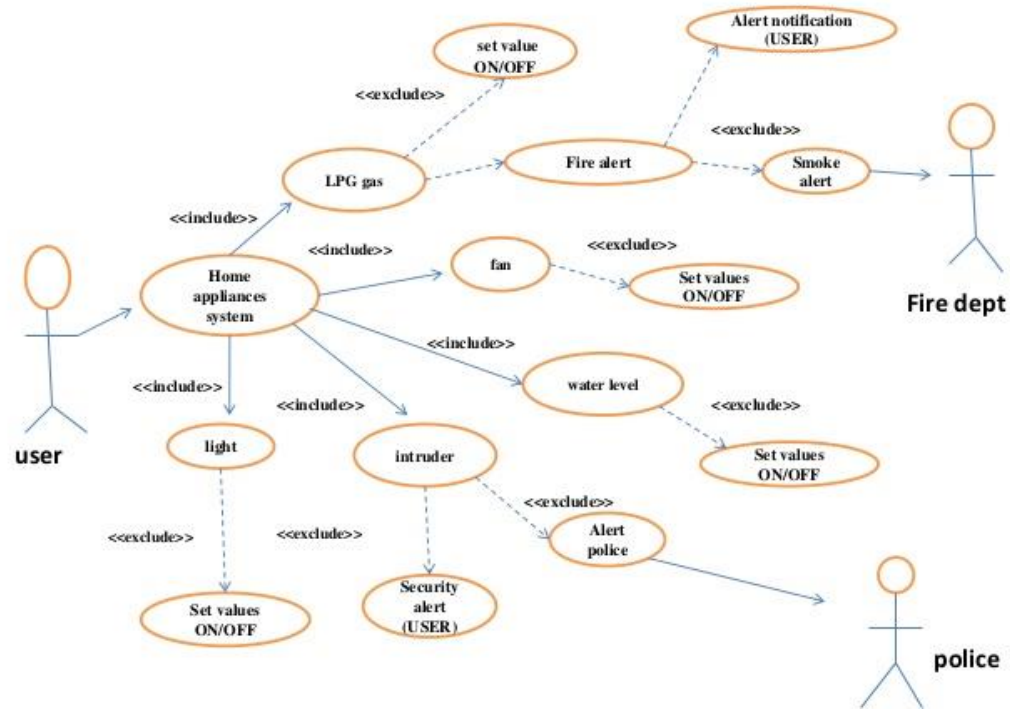 Alert notification
(USER)
set value
ON/OFF
<<exclude>>
<<exclude>>
Fire alert
Smoke
alert
LPG gas
<<include>>
<<include>>
<<exclude>>
fan
Home
appliances
system
Set values
ON/OFF
Fire dept
<<include>>
water level
<<include>>
<<include>>
<<exclude>>
user
light
intruder
Set values
ON/OFF
<<exclude>>
Alert
police
<<exclude>>
<<exclude>>
Security
alert
(USER)
Set values
ON/OFF
police